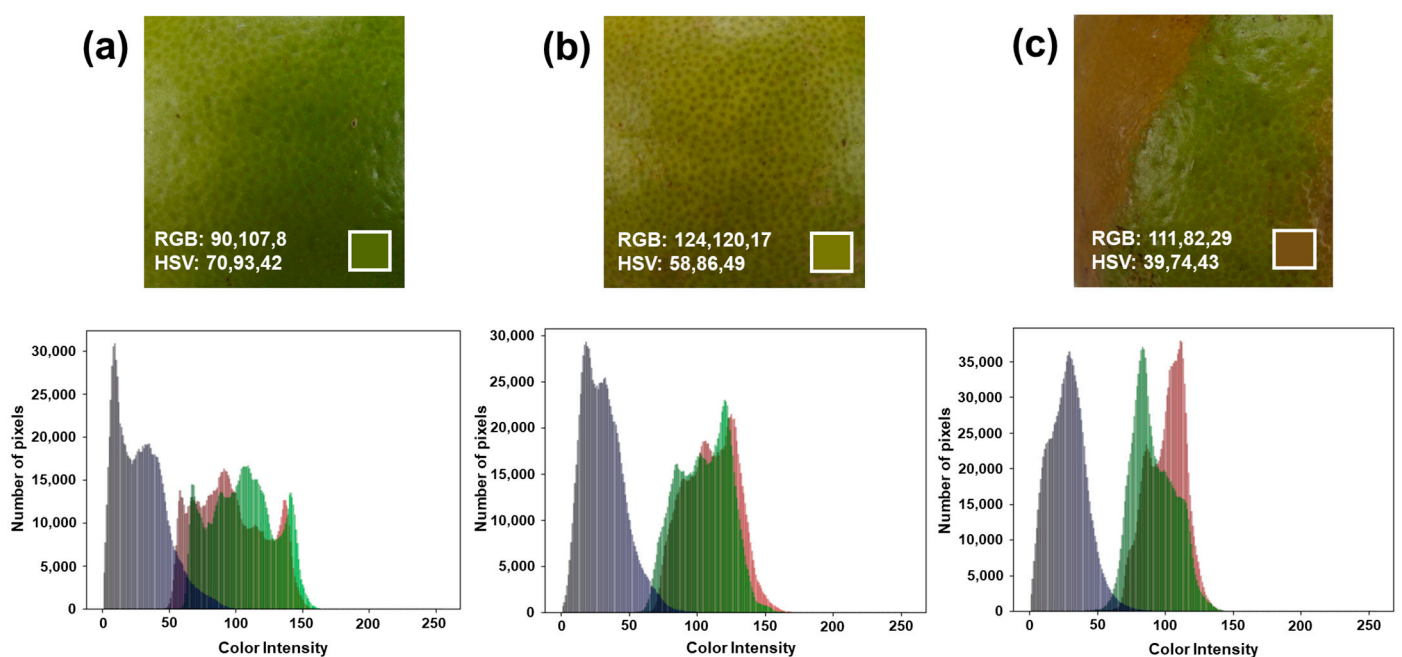 (a)
RGB: 90,107,8
HSV: 70,93,42
(b)
RGB: 124,120,17
HSV: 58,86,49
(c)
RGB: 111,82,29
HSV: 39,74,43
Number of pixels
30,000
25,000
20,000
15,000
10,000
5,000
0
0 50 100 150 200 250
Color Intensity
Number of pixels
30,000
25,000
20,000
15,000
10,000
5,000
0
0 50 100 150 200 250
Color Intensity
Number of pixels
35,000
30,000
25,000
20,000
15,000
10,000
5,000
0
0 50 100 150 200 250
Color Intensity